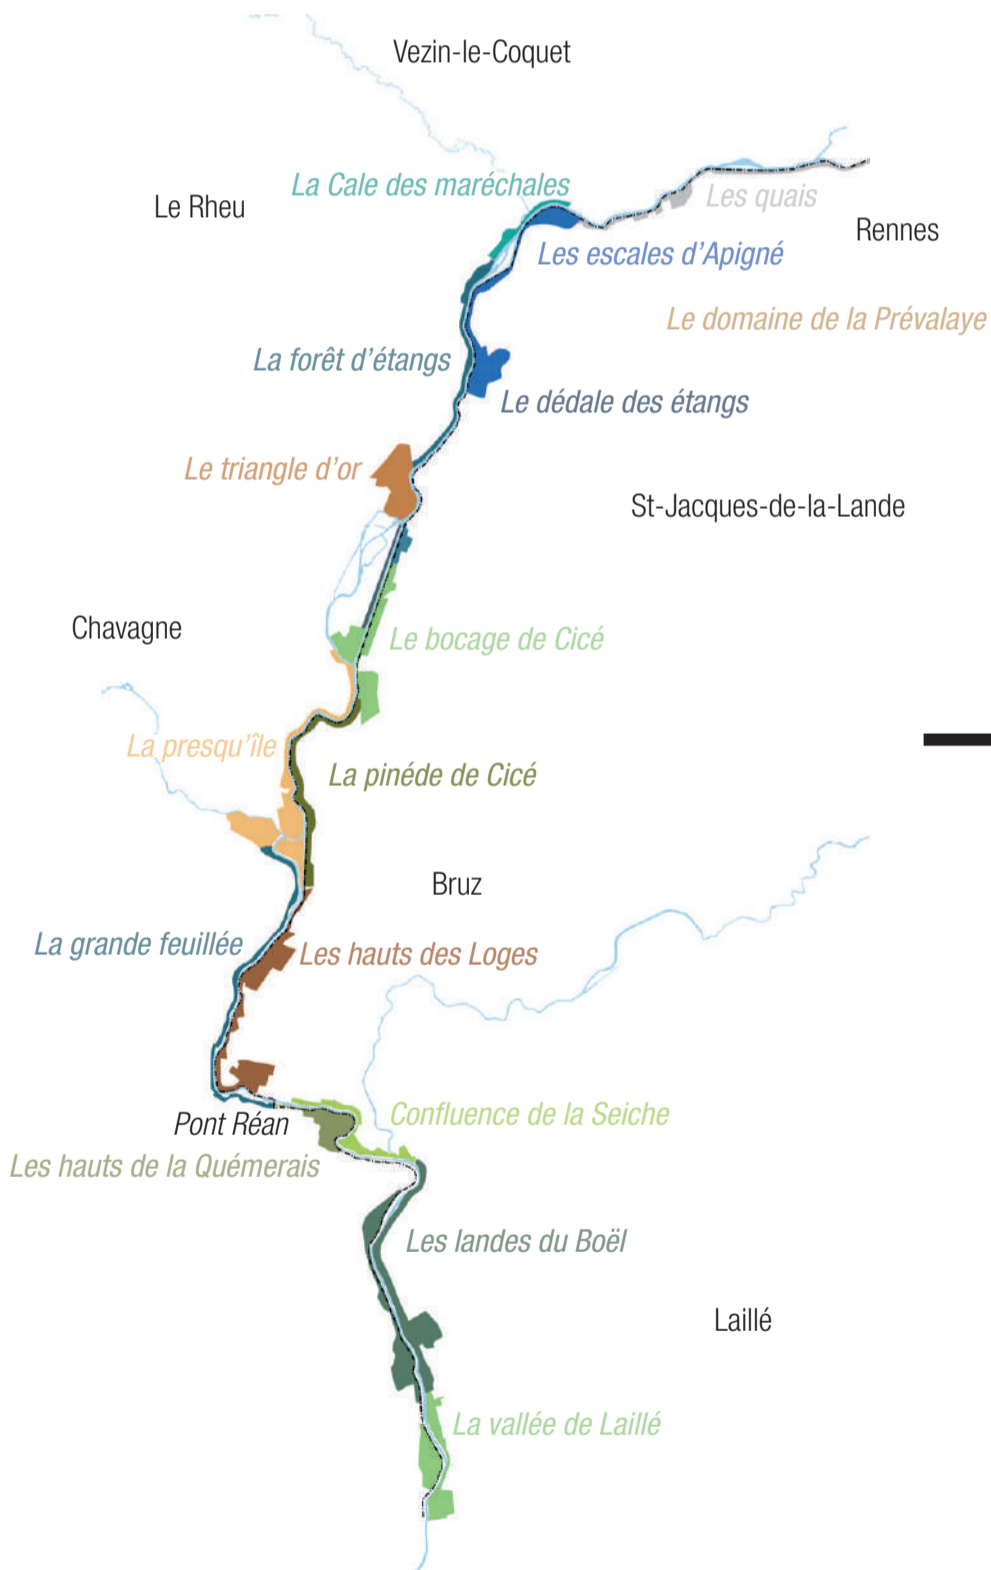 Vezin-le-Coquet
La Cale des maréchales
Les quais
Le Rheu
Rennes
Les escales d'Apigné
Le domaine de la Prévalaye
La forêt d'étangs
Le dédale des étangs
Le triangle d'or
St-Jacques-de-la-Lande
Chavagne
Le bocage de Cicé
La presqu'île
La pinéde de Cicé
Bruz
La grande feuillée
Les hauts des Loges
Confluence de la Seiche
Pont Réan
Les hauts de la Quémerais
Les landes du Boël
Laillé
La vallée de Laillé